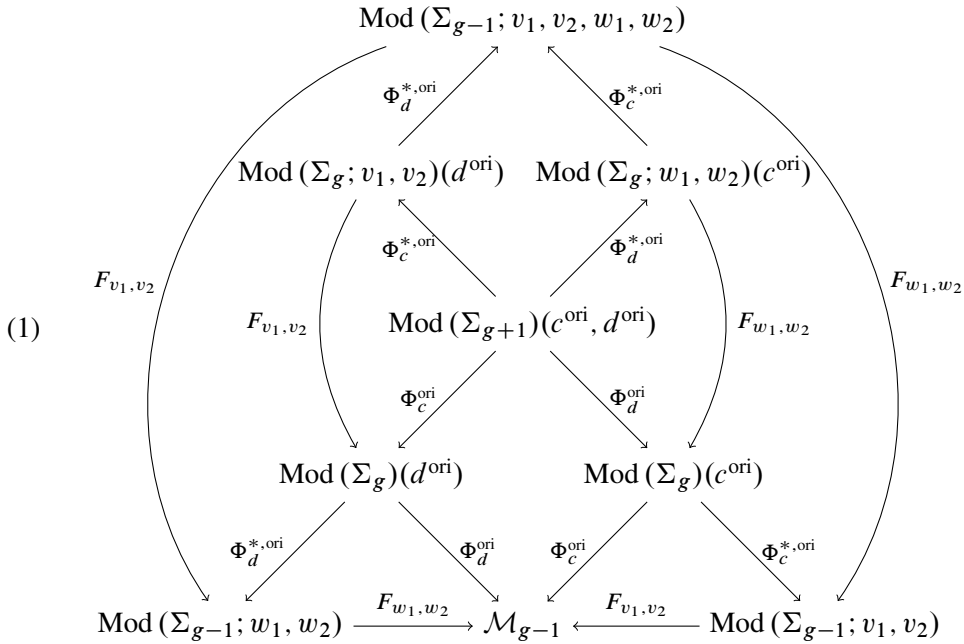 Mod (Σ_{g−1}; v_1, v_2, w_1, w_2)
Φ_d^{*,ori} Φ_c^{*,ori}
Mod (Σ_g; v_1, v_2)(d^{ori}) Mod (Σ_g; w_1, w_2)(c^{ori})
Φ_c^{*,ori} Φ_d^{*,ori}
F_{v_1,v_2} F_{w_1,w_2}
(1) F_{v_1,v_2} Mod (Σ_{g+1})(c^{ori}, d^{ori}) F_{w_1,w_2}
Φ_c^{ori} Φ_d^{ori}
Mod (Σ_g)(d^{ori}) Mod (Σ_g)(c^{ori})
Φ_d^{*,ori} Φ_d^{ori} Φ_c^{ori} Φ_c^{*,ori}
F_{w_1,w_2} F_{v_1,v_2}
Mod (Σ_{g−1}; w_1, w_2) ℳ_{g−1} Mod (Σ_{g−1}; v_1, v_2)